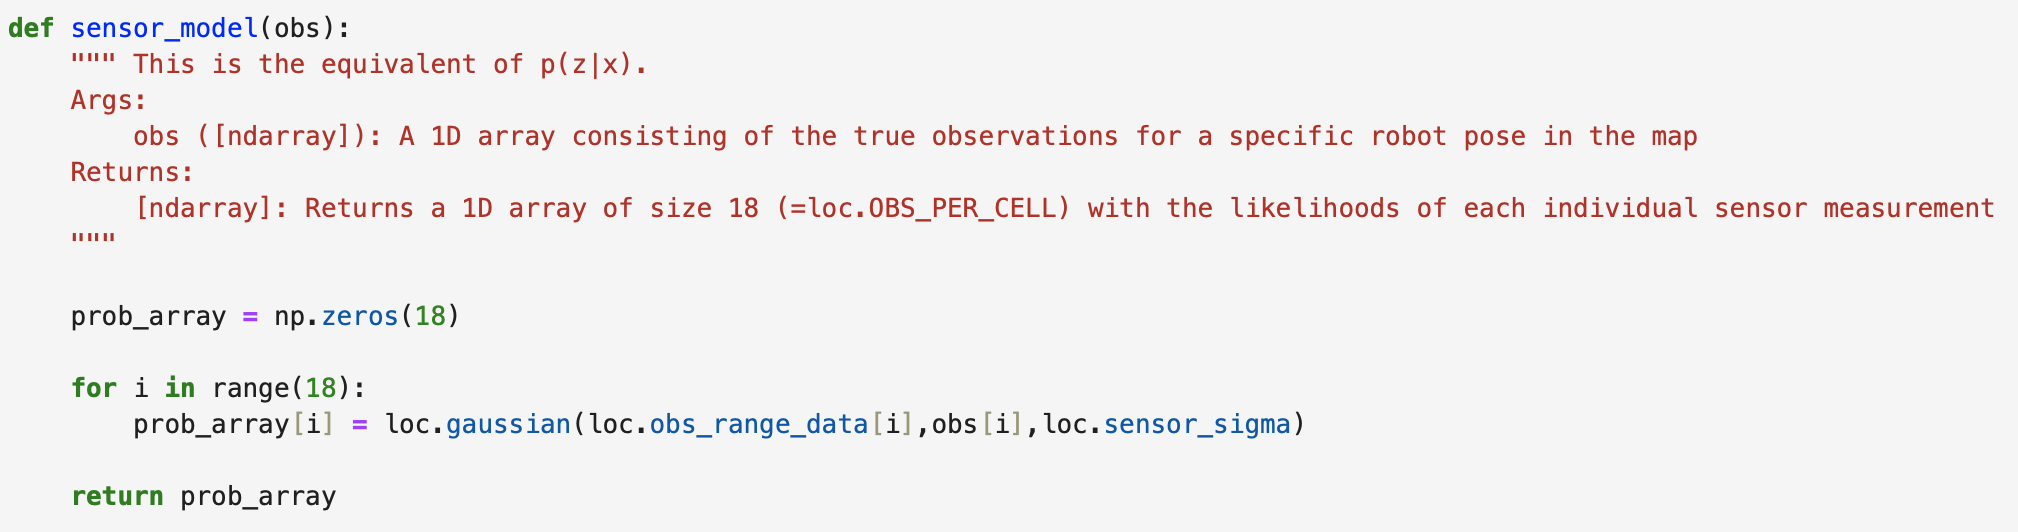 def sensor_model(obs):
    """ This is the equivalent of p(z|x).
    Args:
        obs ([ndarray]): A 1D array consisting of the true observations for a specific robot pose in the map
    Returns:
        [ndarray]: Returns a 1D array of size 18 (=loc.OBS_PER_CELL) with the likelihoods of each individual sensor measurement
    """
    prob_array = np.zeros(18)
    for i in range(18):
        prob_array[i] = loc.gaussian(loc.obs_range_data[i],obs[i],loc.sensor_sigma)
    return prob_array